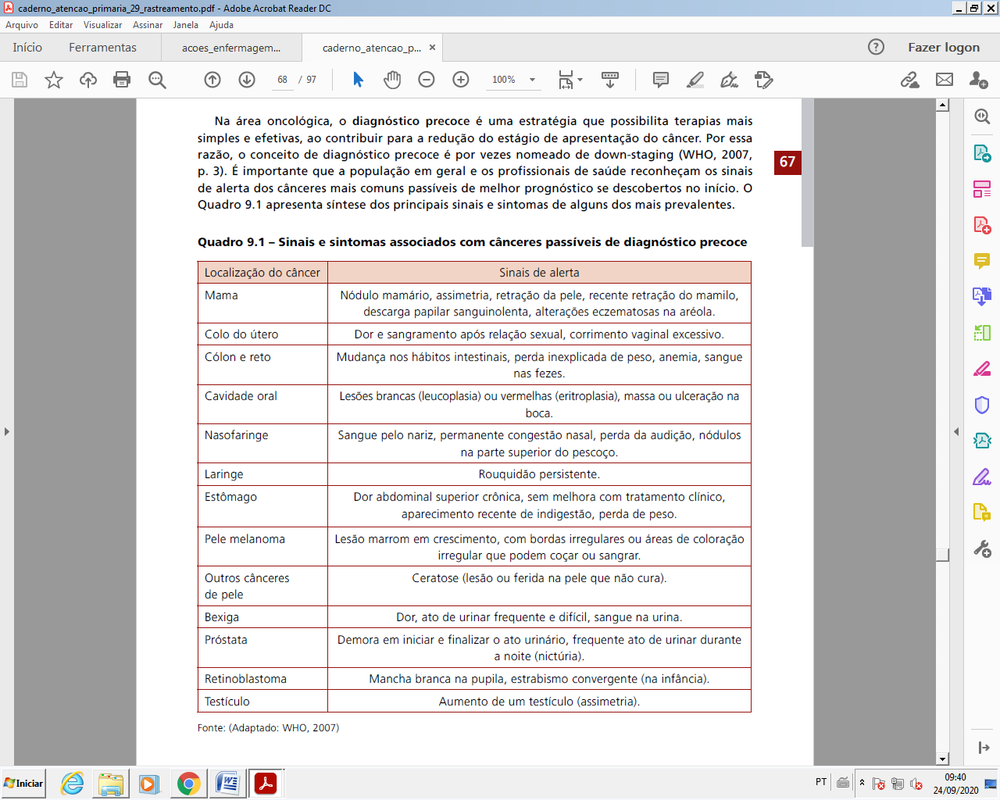 caderno_atencao_primaria_29_rastreamento.pdf - Adobe Acrobat Reader DC
Arquivo Editar Visualizar Assinar Janela Ajuda
Início Ferramentas acoes_enfermagem... caderno_atencao_p... × ? Fazer logon
68 / 97 100%
Na área oncológica, o diagnóstico precoce é uma estratégia que possibilita terapias mais
simples e efetivas, ao contribuir para a redução do estágio de apresentação do câncer. Por essa
razão, o conceito de diagnóstico precoce é por vezes nomeado de down-staging (WHO, 2007,
p. 3). É importante que a população em geral e os profissionais de saúde reconheçam os sinais
de alerta dos cânceres mais comuns passíveis de melhor prognóstico se descobertos no início. O
Quadro 9.1 apresenta síntese dos principais sinais e sintomas de alguns dos mais prevalentes.
67
Quadro 9.1 – Sinais e sintomas associados com cânceres passíveis de diagnóstico precoce
Localização do câncer Sinais de alerta
Mama Nódulo mamário, assimetria, retração da pele, recente retração do mamilo,
descarga papilar sanguinolenta, alterações eczematosas na aréola.
Colo do útero Dor e sangramento após relação sexual, corrimento vaginal excessivo.
Cólon e reto Mudança nos hábitos intestinais, perda inexplicada de peso, anemia, sangue
nas fezes.
Cavidade oral Lesões brancas (leucoplasia) ou vermelhas (eritroplasia), massa ou ulceração na
boca.
Nasofaringe Sangue pelo nariz, permanente congestão nasal, perda da audição, nódulos
na parte superior do pescoço.
Laringe Rouquidão persistente.
Estômago Dor abdominal superior crônica, sem melhora com tratamento clínico,
aparecimento recente de indigestão, perda de peso.
Pele melanoma Lesão marrom em crescimento, com bordas irregulares ou áreas de coloração
irregular que podem coçar ou sangrar.
Outros cânceres Ceratose (lesão ou ferida na pele que não cura).
de pele
Bexiga Dor, ato de urinar frequente e difícil, sangue na urina.
Próstata Demora em iniciar e finalizar o ato urinário, frequente ato de urinar durante
a noite (nictúria).
Retinoblastoma Mancha branca na pupila, estrabismo convergente (na infância).
Testículo Aumento de um testículo (assimetria).
Fonte: (Adaptado: WHO, 2007)
Iniciar PT 09:40
24/09/2020